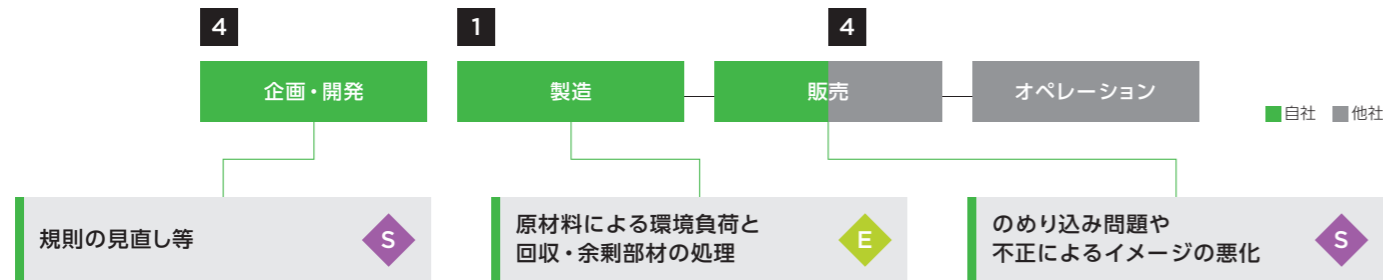 4
1
4
企画・開発
製造
販売
オペレーション
自社
他社
規則の見直し等
S
原材料による環境負荷と
回収・余剰部材の処理
E
のめり込み問題や
不正によるイメージの悪化
S